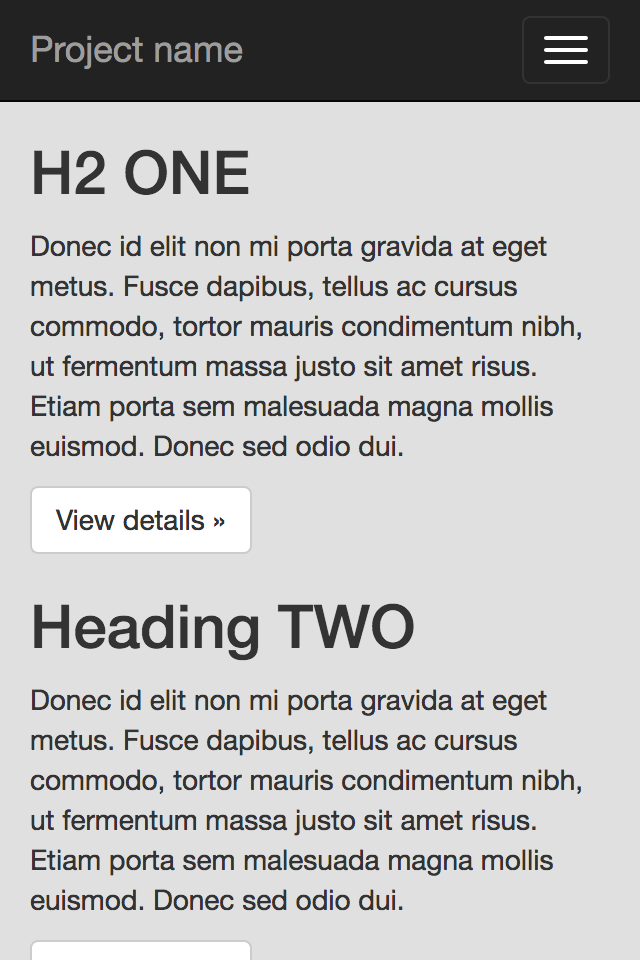 Project name
H2 ONE
Donec id elit non mi porta gravida at eget
metus. Fusce dapibus, tellus ac cursus
commodo, tortor mauris condimentum nibh,
ut fermentum massa justo sit amet risus.
Etiam porta sem malesuada magna mollis
euismod. Donec sed odio dui.
View details »
Heading TWO
Donec id elit non mi porta gravida at eget
metus. Fusce dapibus, tellus ac cursus
commodo, tortor mauris condimentum nibh,
ut fermentum massa justo sit amet risus.
Etiam porta sem malesuada magna mollis
euismod. Donec sed odio dui.